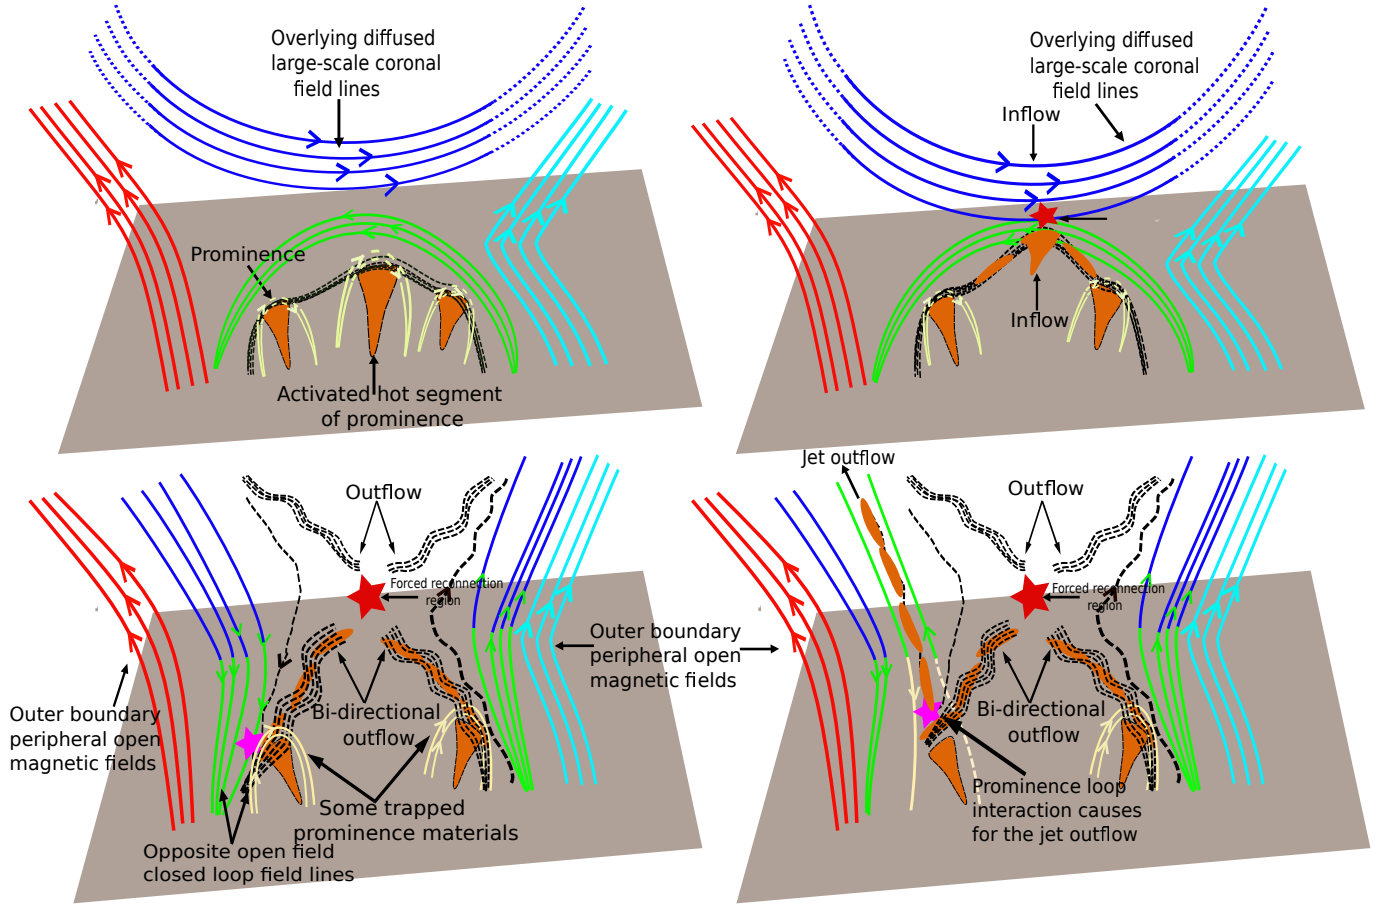 Overlying diffused
large-scale coronal
field lines
Prominence
Activated hot segment
of prominence
Overlying diffused
large-scale coronal
field lines
Inflow
Inflow
Outflow
Forced reconnection
region
Bi-directional
outflow
Outer boundary
peripheral open
magnetic fields
Some trapped
prominence materials
Opposite open field
closed loop field lines
Outer boundary
peripheral open
magnetic fields
Jet outflow
Outflow
Forced reconnection
region
Bi-directional
outflow
Prominence loop
interaction causes
for the jet outflow